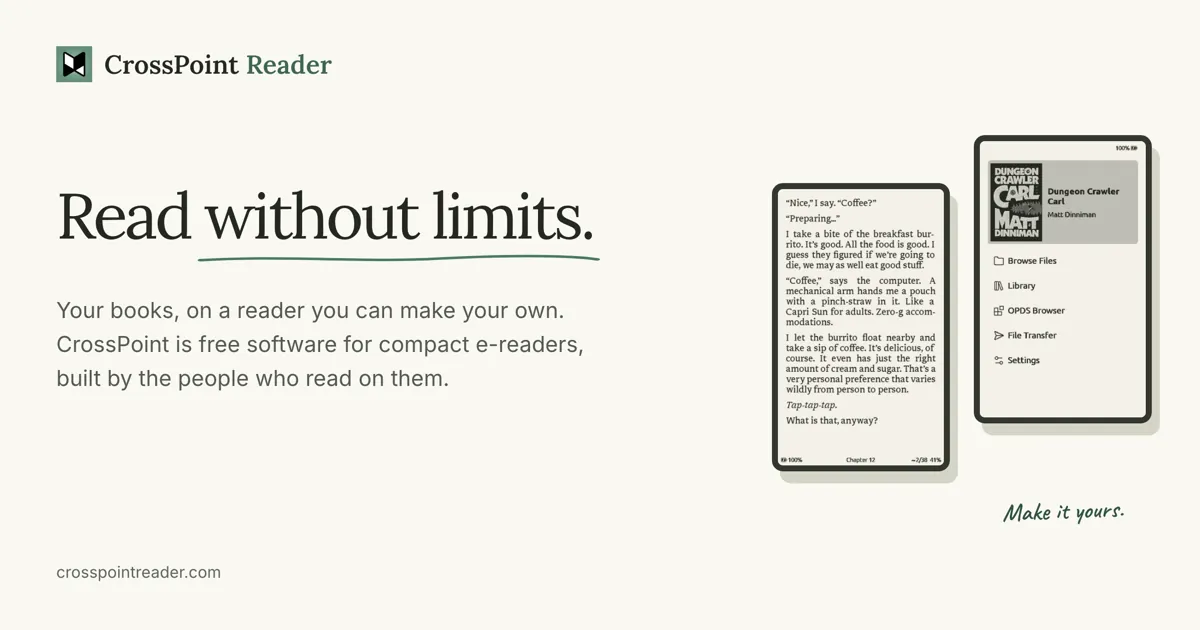 CrossPoint Reader
Read without limits.
Your books, on a reader you can make your own.
CrossPoint is free software for compact e-readers,
built by the people who read on them.
crosspointreader.com
“Nice,” I say. “Coffee?”
“Preparing...”
I take a bite of the breakfast bur-
rito. It’s good. All the food is good. I
guess they figured if we’re going to
die, we may as well eat good stuff.
“Coffee,” says the computer. A
mechanical arm hands me a pouch
with a pinch-straw in it. Like a
Capri Sun for adults. Zero-g accom-
modations.
I let the burrito float nearby and
take a sip of coffee. It’s delicious, of
course. It even has just the right
amount of cream and sugar. That’s a
very personal preference that varies
wildly from person to person.
Tap-tap-tap.
What is that, anyway?
100%
Chapter 12
~2/38 41%
100%
DUNGEON
CRAWLER
CARL
MATT
DINNIMAN
Dungeon Crawler
Carl
Matt Dinniman
Browse Files
Library
OPDS Browser
File Transfer
Settings
Make it yours.